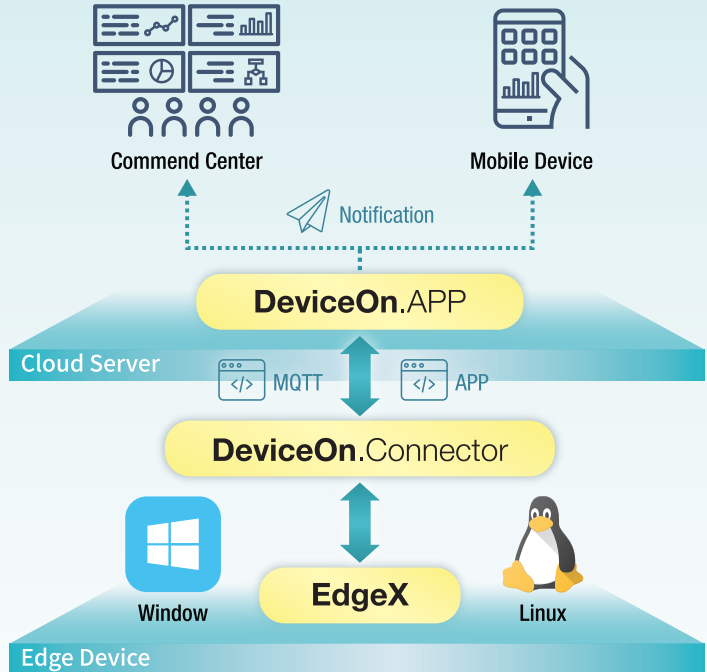 Commend Center
Mobile Device
Notification
DeviceOn.APP
Cloud Server
</> MQTT
</> APP
DeviceOn.Connector
Window
EdgeX
Linux
Edge Device